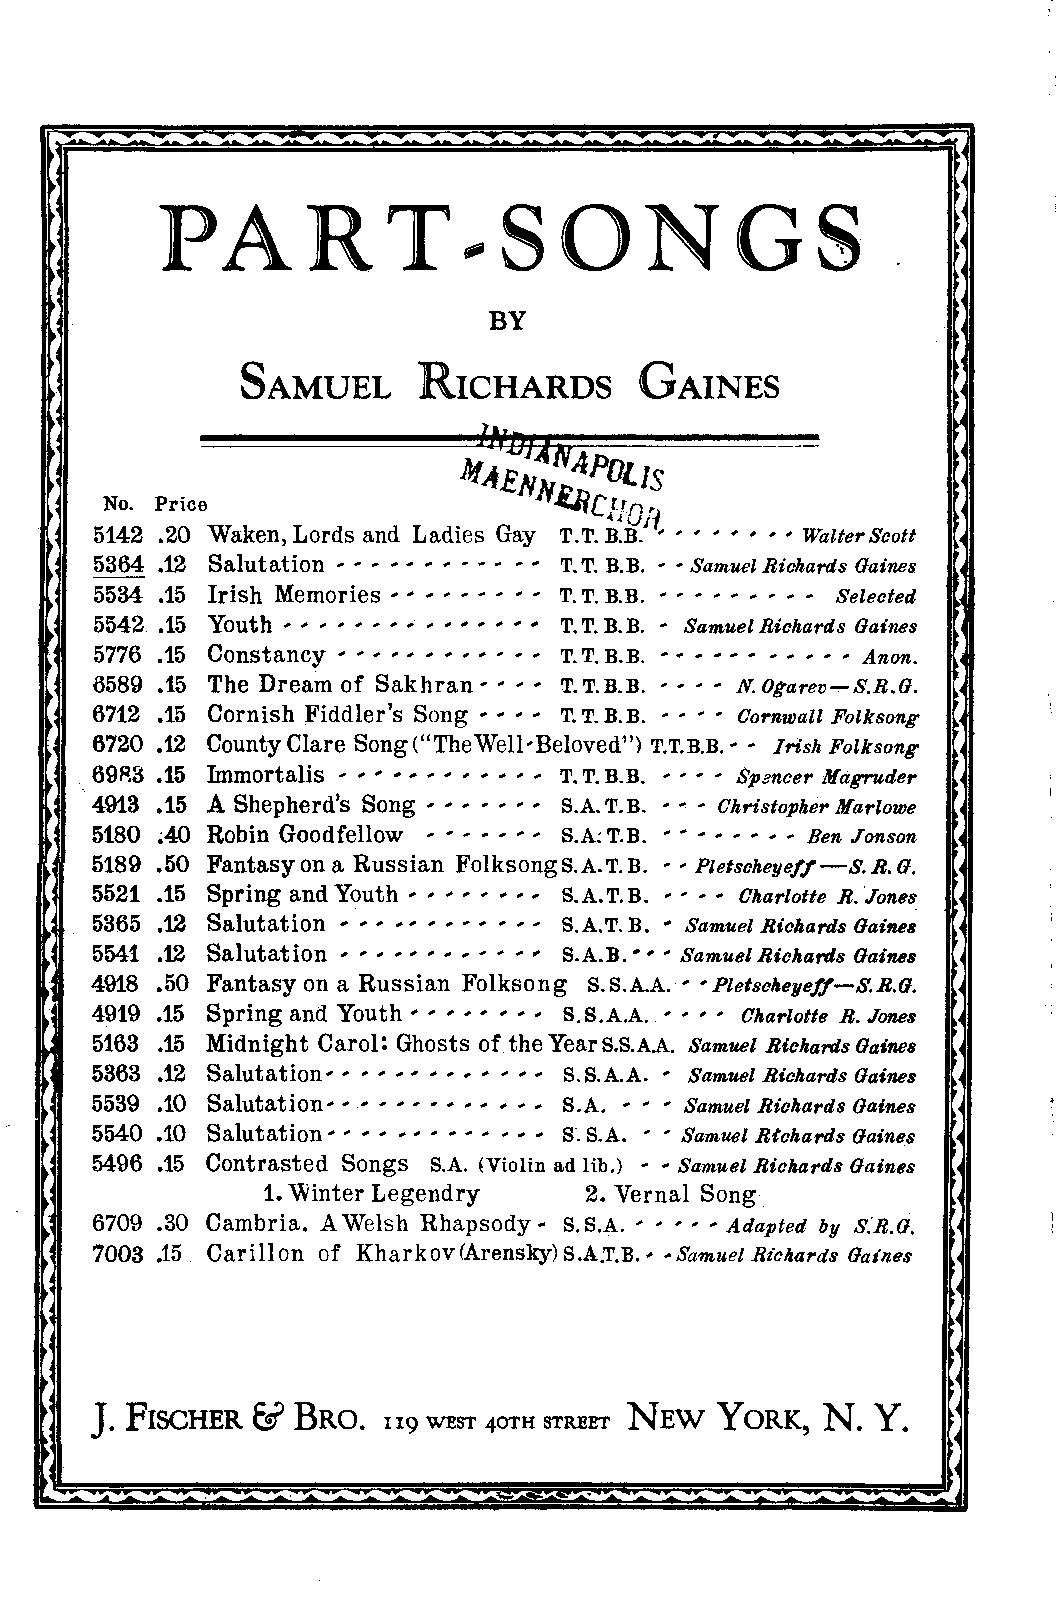 PART-SONGS
BY
SAMUEL RICHARDS GAINES
INDIANAPOLIS
MAENNERCHOR
No. Price
5142 .20 Waken, Lords and Ladies Gay T.T.B.B. - - - - - - - - Walter Scott
5364 .12 Salutation - - - - - - - - - - - - T.T.B.B. - - Samuel Richards Gaines
5534 .15 Irish Memories - - - - - - - - - T.T.B.B. - - - - - - - - - Selected
5542 .15 Youth - - - - - - - - - - - - - - - T.T.B.B. - Samuel Richards Gaines
5776 .15 Constancy - - - - - - - - - - - - T.T.B.B. - - - - - - - - - - - Anon.
6589 .15 The Dream of Sakhran - - - - T.T.B.B. - - - - N. Ogarev—S.R.G.
6712 .15 Cornish Fiddler's Song - - - - T.T.B.B. - - - - Cornwall Folksong
6720 .12 County Clare Song ("The Well-Beloved") T.T.B.B. - - Irish Folksong
6983 .15 Immortalis - - - - - - - - - - - - T.T.B.B. - - - - Spencer Magruder
4913 .15 A Shepherd's Song - - - - - - - S.A.T.B. - - - Christopher Marlowe
5180 .40 Robin Goodfellow - - - - - - - S.A.T.B. - - - - - - - - Ben Jonson
5189 .50 Fantasy on a Russian Folksong S.A.T.B. - - Pletscheyeff—S.R.G.
5521 .15 Spring and Youth - - - - - - - - S.A.T.B. - - - - Charlotte R. Jones
5365 .12 Salutation - - - - - - - - - - - - S.A.T.B. - Samuel Richards Gaines
5541 .12 Salutation - - - - - - - - - - - - S.A.B. - - - Samuel Richards Gaines
4918 .50 Fantasy on a Russian Folksong S.S.A.A. - - Pletscheyeff—S.R.G.
4919 .15 Spring and Youth - - - - - - - - S.S.A.A. - - - - Charlotte R. Jones
5163 .15 Midnight Carol: Ghosts of the Year S.S.A.A. Samuel Richards Gaines
5363 .12 Salutation - - - - - - - - - - - - - S.S.A.A. - Samuel Richards Gaines
5539 .10 Salutation - - - - - - - - - - - - - S.A. - - - Samuel Richards Gaines
5540 .10 Salutation - - - - - - - - - - - - - S.S.A. - - Samuel Richards Gaines
5496 .15 Contrasted Songs S.A. (Violin ad lib.) - - Samuel Richards Gaines
1. Winter Legendry 2. Vernal Song
6709 .30 Cambria. A Welsh Rhapsody - S.S.A. - - - - - Adapted by S.R.G.
7003 .15 Carillon of Kharkov (Arensky) S.A.T.B. - - Samuel Richards Gaines
J. FISCHER & BRO. 119 WEST 40TH STREET NEW YORK, N. Y.